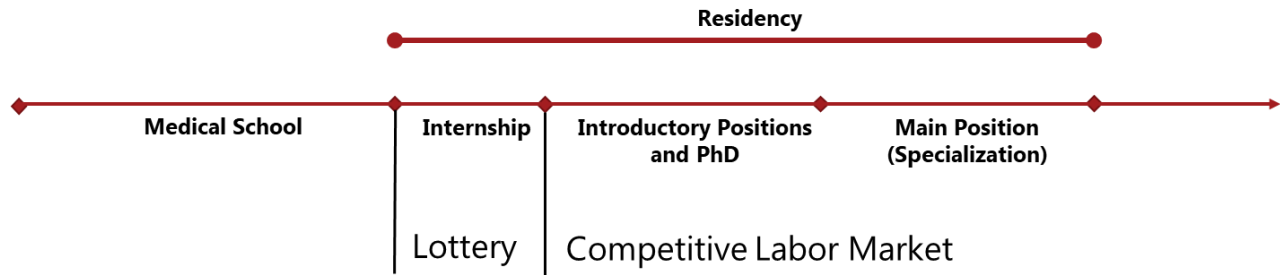 Residency
Medical School
Internship
Introductory Positions
and PhD
Main Position
(Specialization)
Lottery
Competitive Labor Market